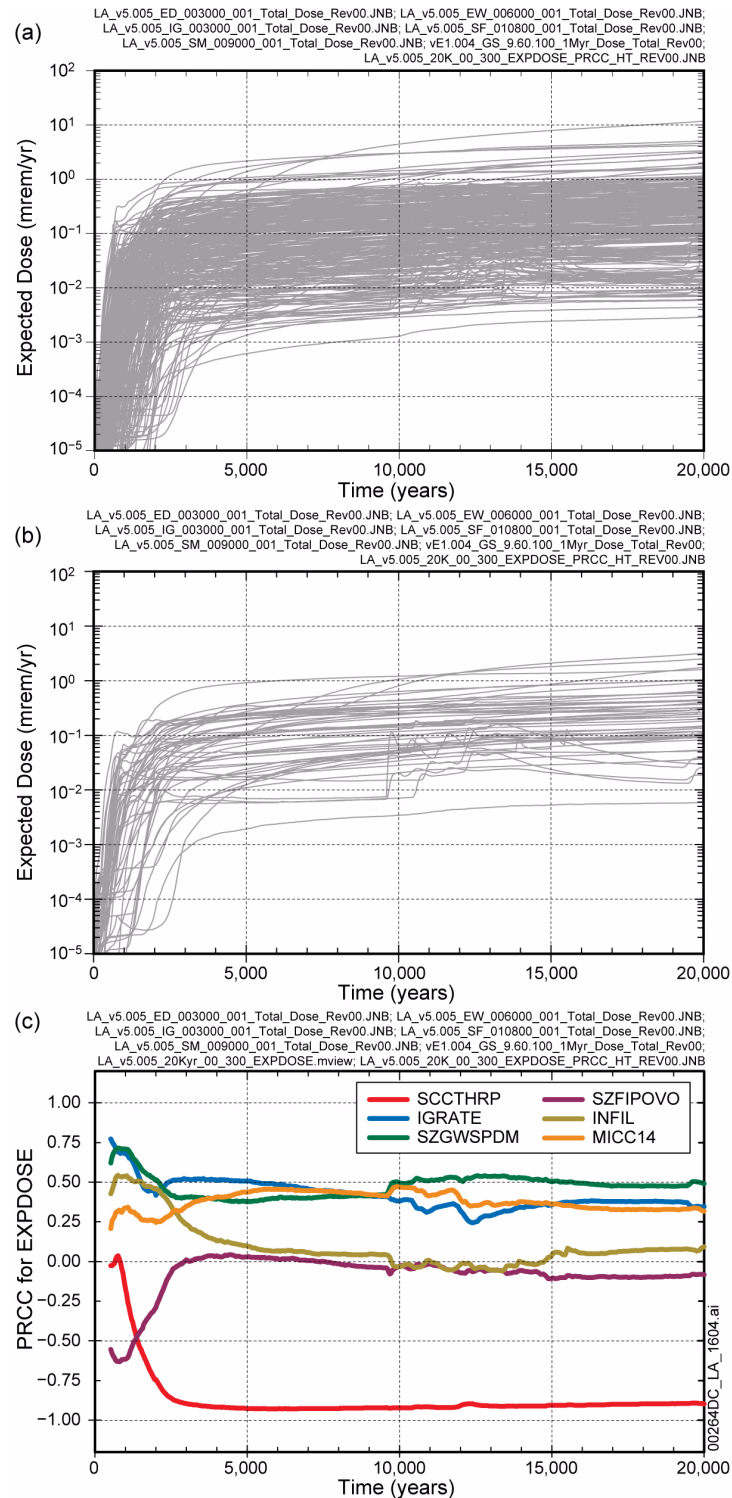 (a)
LA_v5.005_ED_003000_001_Total_Dose_Rev00.JNB; LA_v5.005_EW_006000_001_Total_Dose_Rev00.JNB;
LA_v5.005_IG_003000_001_Total_Dose_Rev00.JNB; LA_v5.005_SF_010800_001_Total_Dose_Rev00.JNB;
LA_v5.005_SM_009000_001_Total_Dose_Rev00.JNB; vE1.004_GS_9.60.100_1Myr_Dose_Total_Rev00;
LA_v5.005_20K_00_300_EXPDOSE_PRCC_HT_REV00.JNB
Expected Dose (mrem/yr)
10²
10¹
10⁰
10⁻¹
10⁻²
10⁻³
10⁻⁴
10⁻⁵
0 5,000 10,000 15,000 20,000
Time (years)
(b)
LA_v5.005_ED_003000_001_Total_Dose_Rev00.JNB; LA_v5.005_EW_006000_001_Total_Dose_Rev00.JNB;
LA_v5.005_IG_003000_001_Total_Dose_Rev00.JNB; LA_v5.005_SF_010800_001_Total_Dose_Rev00.JNB;
LA_v5.005_SM_009000_001_Total_Dose_Rev00.JNB; vE1.004_GS_9.60.100_1Myr_Dose_Total_Rev00;
LA_v5.005_20K_00_300_EXPDOSE_PRCC_HT_REV00.JNB
Expected Dose (mrem/yr)
10²
10¹
10⁰
10⁻¹
10⁻²
10⁻³
10⁻⁴
10⁻⁵
0 5,000 10,000 15,000 20,000
Time (years)
(c)
LA_v5.005_ED_003000_001_Total_Dose_Rev00.JNB; LA_v5.005_EW_006000_001_Total_Dose_Rev00.JNB;
LA_v5.005_IG_003000_001_Total_Dose_Rev00.JNB; LA_v5.005_SF_010800_001_Total_Dose_Rev00.JNB;
LA_v5.005_SM_009000_001_Total_Dose_Rev00.JNB; vE1.004_GS_9.60.100_1Myr_Dose_Total_Rev00;
LA_v5.005_20Kyr_00_300_EXPDOSE.mview; LA_v5.005_20K_00_300_EXPDOSE_PRCC_HT_REV00.JNB
PRCC for EXPDOSE
1.00
0.75
0.50
0.25
0.00
−0.25
−0.50
−0.75
−1.00
SCCTHRP SZFIPOVO
IGRATE INFIL
SZGWSPDM MICC14
0 5,000 10,000 15,000 20,000
Time (years)
00264DC_LA_1604.ai